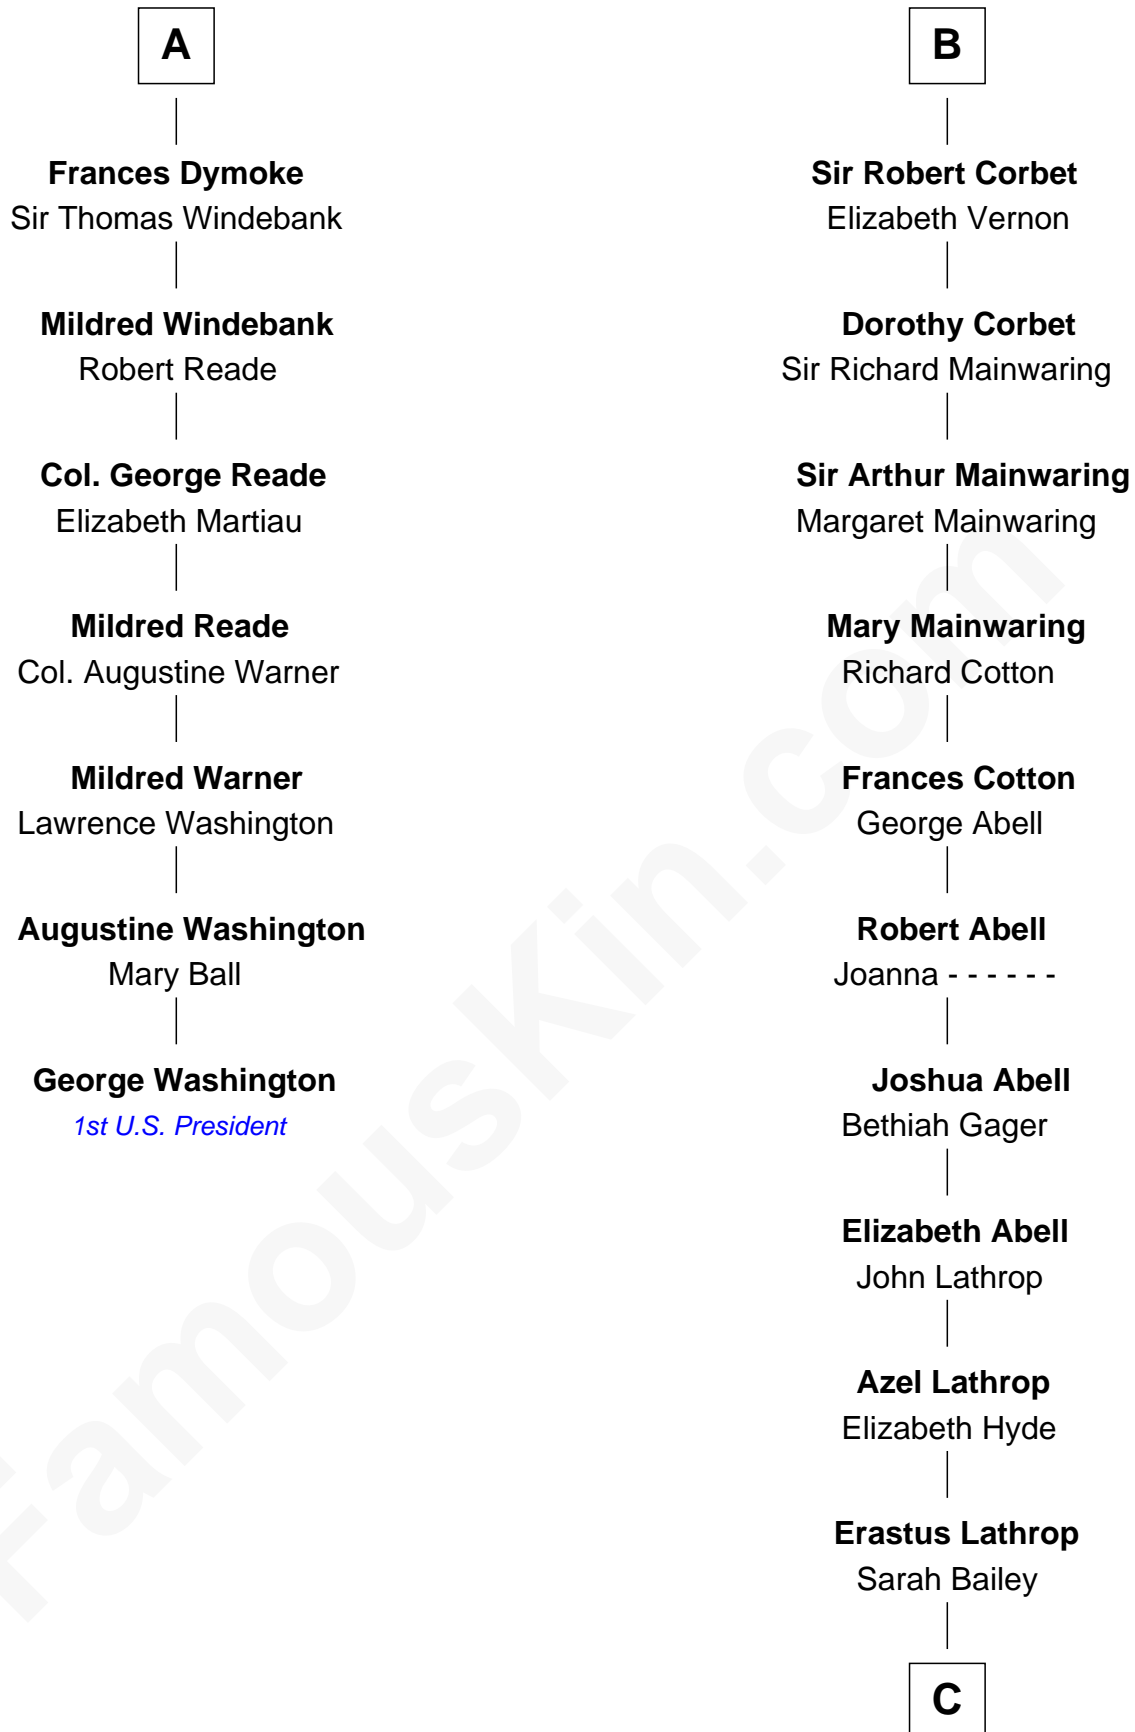 A
Frances Dymoke
Sir Thomas Windebank
Mildred Windebank
Robert Reade
Col. George Reade
Elizabeth Martiau
Mildred Reade
Col. Augustine Warner
Mildred Warner
Lawrence Washington
Augustine Washington
Mary Ball
George Washington
1st U.S. President
B
Sir Robert Corbet
Elizabeth Vernon
Dorothy Corbet
Sir Richard Mainwaring
Sir Arthur Mainwaring
Margaret Mainwaring
Mary Mainwaring
Richard Cotton
Frances Cotton
George Abell
Robert Abell
Joanna - - - - - -
Joshua Abell
Bethiah Gager
Elizabeth Abell
John Lathrop
Azel Lathrop
Elizabeth Hyde
Erastus Lathrop
Sarah Bailey
C
FamousKin.com